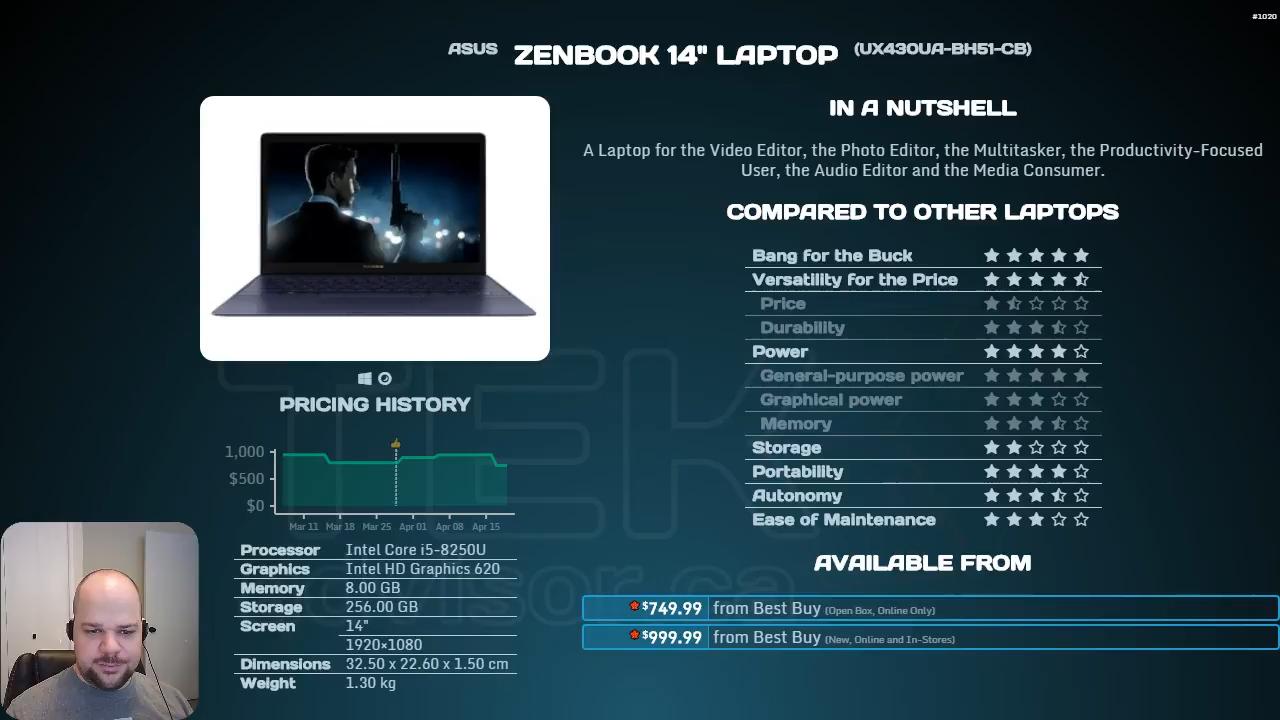 #1020
ASUS ZENBOOK 14" LAPTOP (UX430UA-BH51-CB)
IN A NUTSHELL
A Laptop for the Video Editor, the Photo Editor, the Multitasker, the Productivity-Focused
User, the Audio Editor and the Media Consumer.
COMPARED TO OTHER LAPTOPS
Bang for the Buck
Versatility for the Price
Price
Durability
Power
General-purpose power
Graphical power
Memory
Storage
Portability
Autonomy
Ease of Maintenance
PRICING HISTORY
1,000
$500
$0
Mar 11 Mar 18 Mar 25 Apr 01 Apr 08 Apr 15
Processor Intel Core i5-8250U
Graphics Intel HD Graphics 620
Memory 8.00 GB
Storage 256.00 GB
Screen 14"
1920×1080
Dimensions 32.50 x 22.60 x 1.50 cm
Weight 1.30 kg
AVAILABLE FROM
$749.99 from Best Buy (Open Box, Online Only)
$999.99 from Best Buy (New, Online and In-Stores)